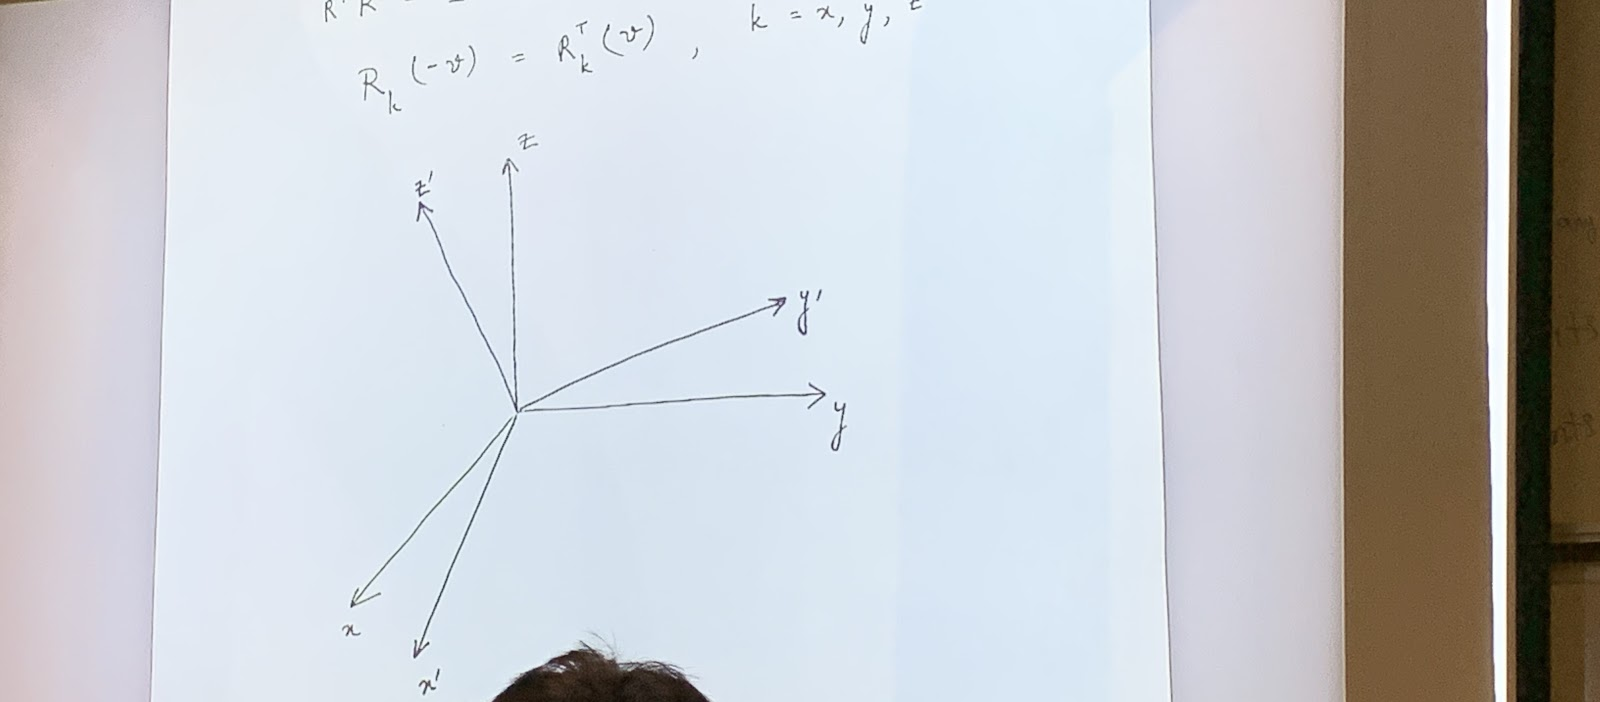 R_k (-ϑ) = R_k^T (ϑ) , k = x, y, z
z
z'
y'
y
x
x'